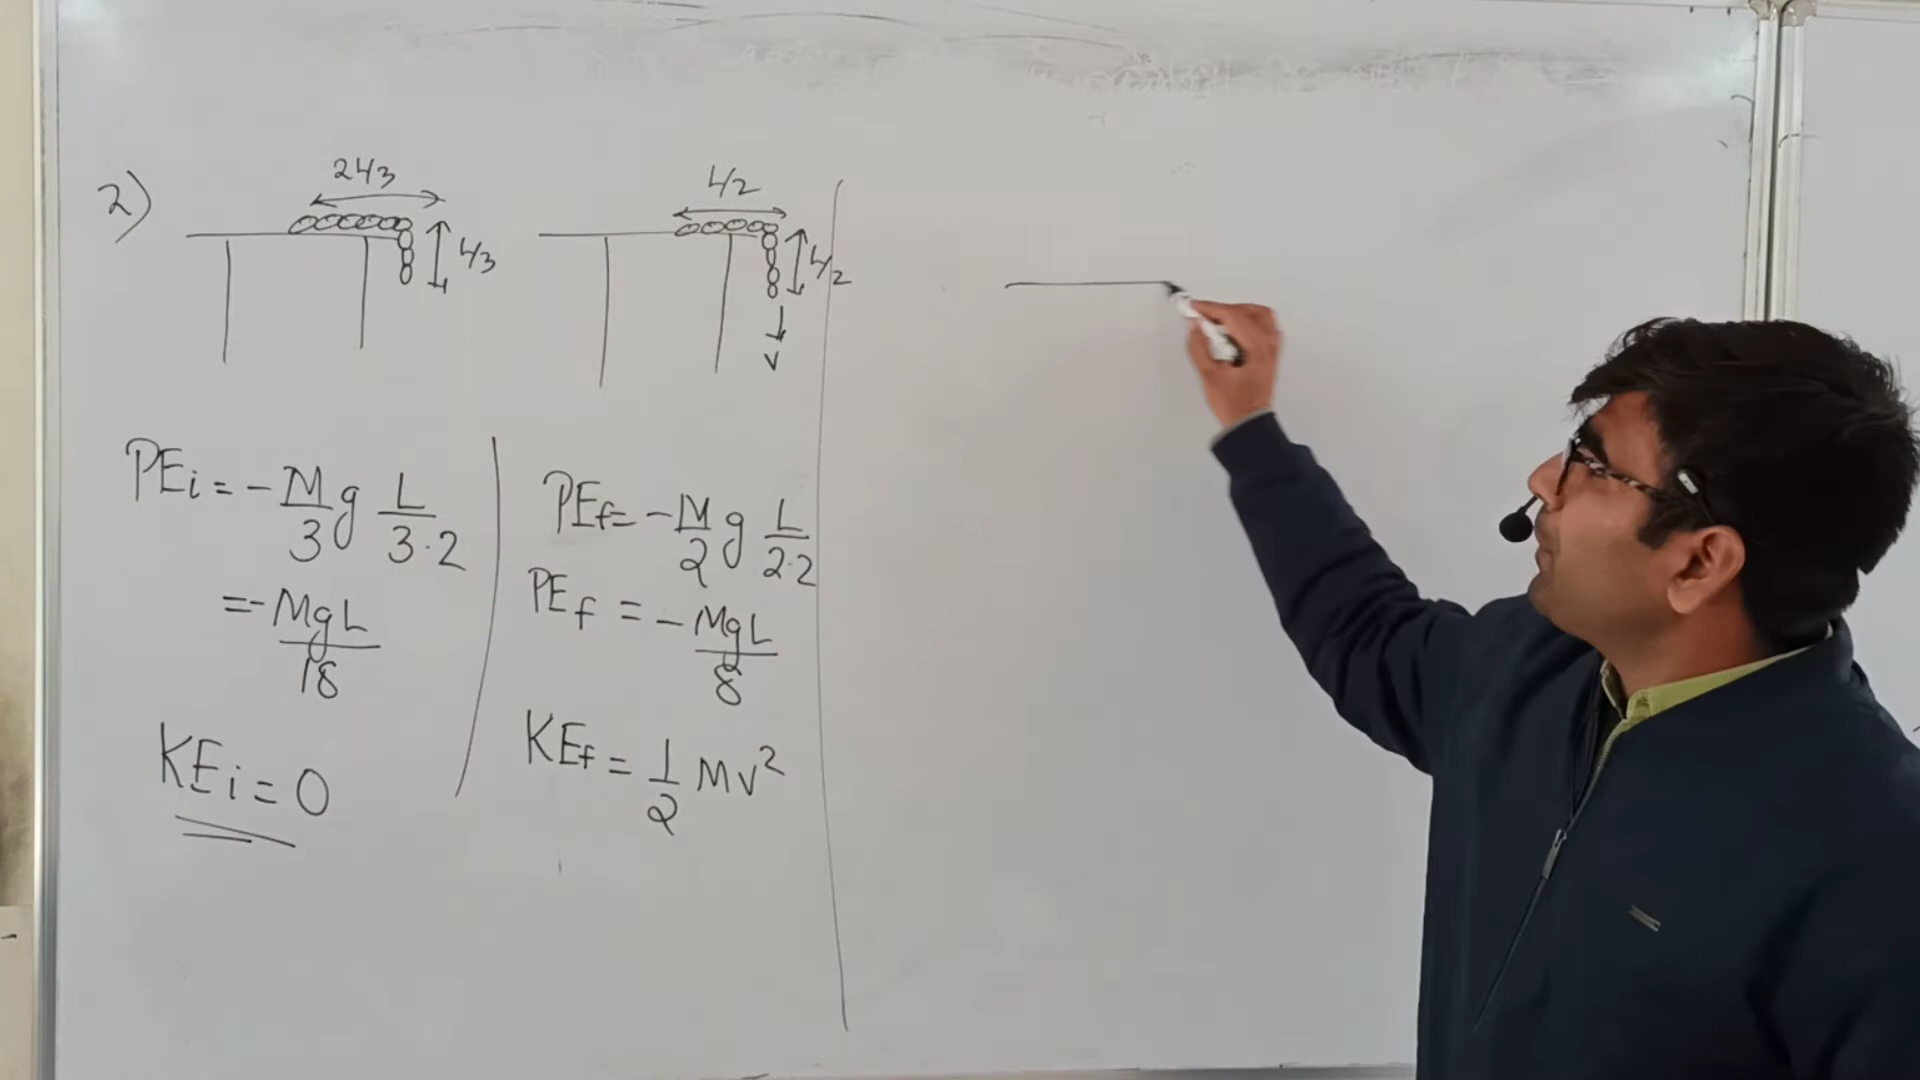 2)
2L/3
L/3
L/2
L/2
v
PEi = - M/3 g L/3·2
= - MgL/18
KEi = 0
PEf = - M/2 g L/2·2
PEf = - MgL/8
KEf = 1/2 Mv²